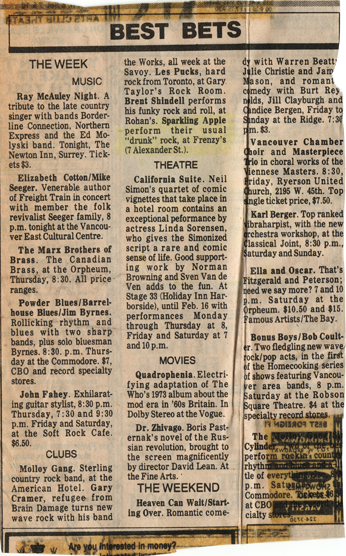 BEST BETS
THE WEEK
MUSIC
Ray McAuley Night. A
tribute to the late country
singer with bands Border-
line Connection, Northern
Express and the Ed Mo-
lyski band. Tonight, The
Newton Inn, Surrey. Tick-
ets $3.
Elizabeth Cotton/Mike
Seeger. Venerable author
of Freight Train in concert
with member the folk
revivalist Seeger family, 8
p.m. tonight at the Vancou-
ver East Cultural Centre.
The Marx Brothers of
Brass. The Canadian
Brass, at the Orpheum,
Thursday, 8:30. All price
ranges.
Powder Blues/Barrel-
house Blues/Jim Byrnes.
Rollicking rhythm and
blues with two sharp
bands, plus solo bluesman
Byrnes. 8:30. p.m. Thurs-
day at the Commodore. $7,
CBO and record specialty
stores.
John Fahey. Exhilarat-
ing guitar stylist, 8:30 p.m.
Thursday, 7:30 and 9:30
p.m. Friday and Saturday,
at the Soft Rock Cafe.
$6.50.
CLUBS
Molley Gang. Sterling
country rock band, at the
American Hotel. Gary
Cramer, refugee from
Brain Damage turns new
wave rock with his band
the Works, all week at the
Savoy. Les Pucks, hard
rock from Toronto, at Gary
Taylor's Rock Room.
Brent Shindell performs
his funky rock and roll, at
Rohan's. Sparkling Apple
perform their usual
"drunk" rock, at Frenzy's
(7 Alexander St.).
THEATRE
California Suite. Neil
Simon's quartet of comic
vignettes that take place in
a hotel room contains an
exceptional peformance by
actress Linda Sorensen,
who gives the Simonized
script a rare and comic
sense of life. Good support-
ing work by Norman
Browning and Sven Van de
Ven adds to the fun. At
Stage 33 (Holiday Inn Har-
borside), until Feb. 16 with
performances Monday
through Thursday at 8,
Friday and Saturday at 7
and 10 p.m.
MOVIES
Quadrophenia. Electri-
fying adaptation of The
Who's 1973 album about the
mod era in '60s Britain. In
Dolby Stereo at the Vogue.
Dr. Zhivago. Boris Past-
ernak's novel of the Rus-
sian revolution, brought to
the screen magnificently
by director David Lean. At
the Fine Arts.
THE WEEKEND
Heaven Can Wait/Start-
ing Over. Romantic come-
dy with Warren Beatty
Julie Christie and Jam
Mason, and romant
comedy with Burt Rey
nolds, Jill Clayburgh and
Candice Bergen, Friday to
Sunday at the Ridge. 7:30
p.m. $3.
Vancouver Chamber
Choir and Masterpiece
Trio in choral works of the
Viennese Masters. 8:30,
Friday, Ryerson United
Church, 2195 W. 45th. Top
single ticket price, $7.50.
Karl Berger. Top ranked
vibraharpist, with the new
orchestra workshop, at the
Classical Joint, 8:30 p.m.,
Saturday and Sunday.
Ella and Oscar. That's
Fitzgerald and Peterson;
need we say more? 7 and 10
p.m. Saturday at the
Orpheum. $10.50 and $15.
Famous Artists/The Bay.
Bonus Boys/Bob Coult-
er. Two fledgling new wave
rock/pop acts, in the first
of the Homecooking series
of shows featuring Vancou-
ver area bands, 8 p.m.
Saturday at the Robson
Square Theatre. $4 at the
specialty record stores.
The
perform
rhythm
tle of every
p.m.
Commodore.
at CBO
cialty stores
Are you interested in money?